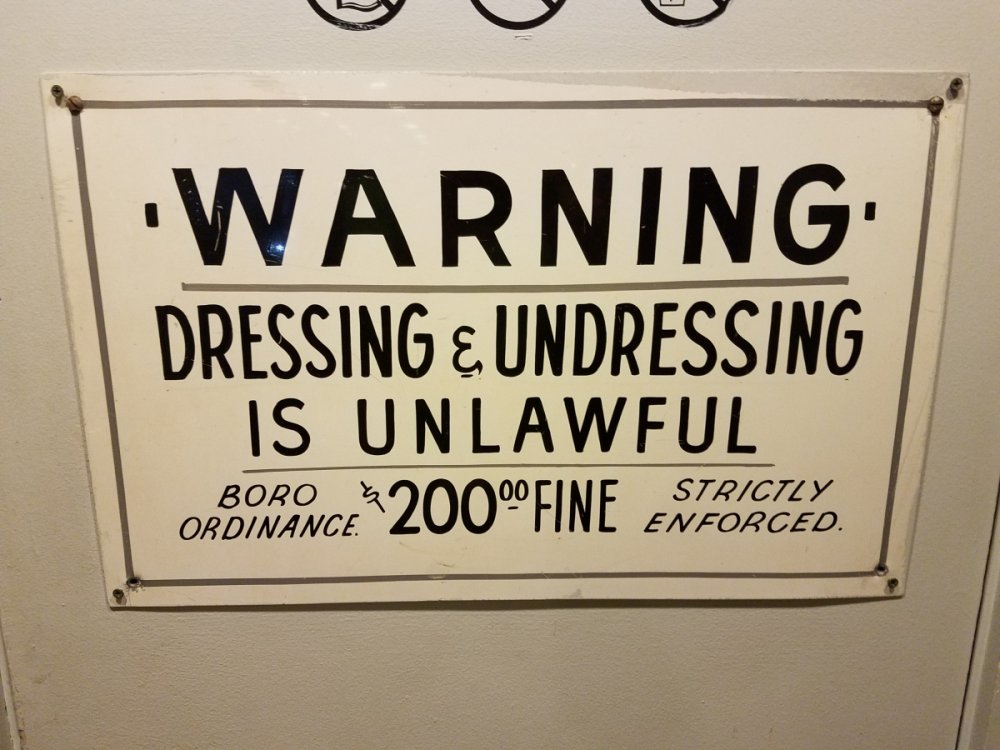 · WARNING ·
DRESSING & UNDRESSING
IS UNLAWFUL
BORO ORDINANCE. $200.00 FINE STRICTLY ENFORCED.